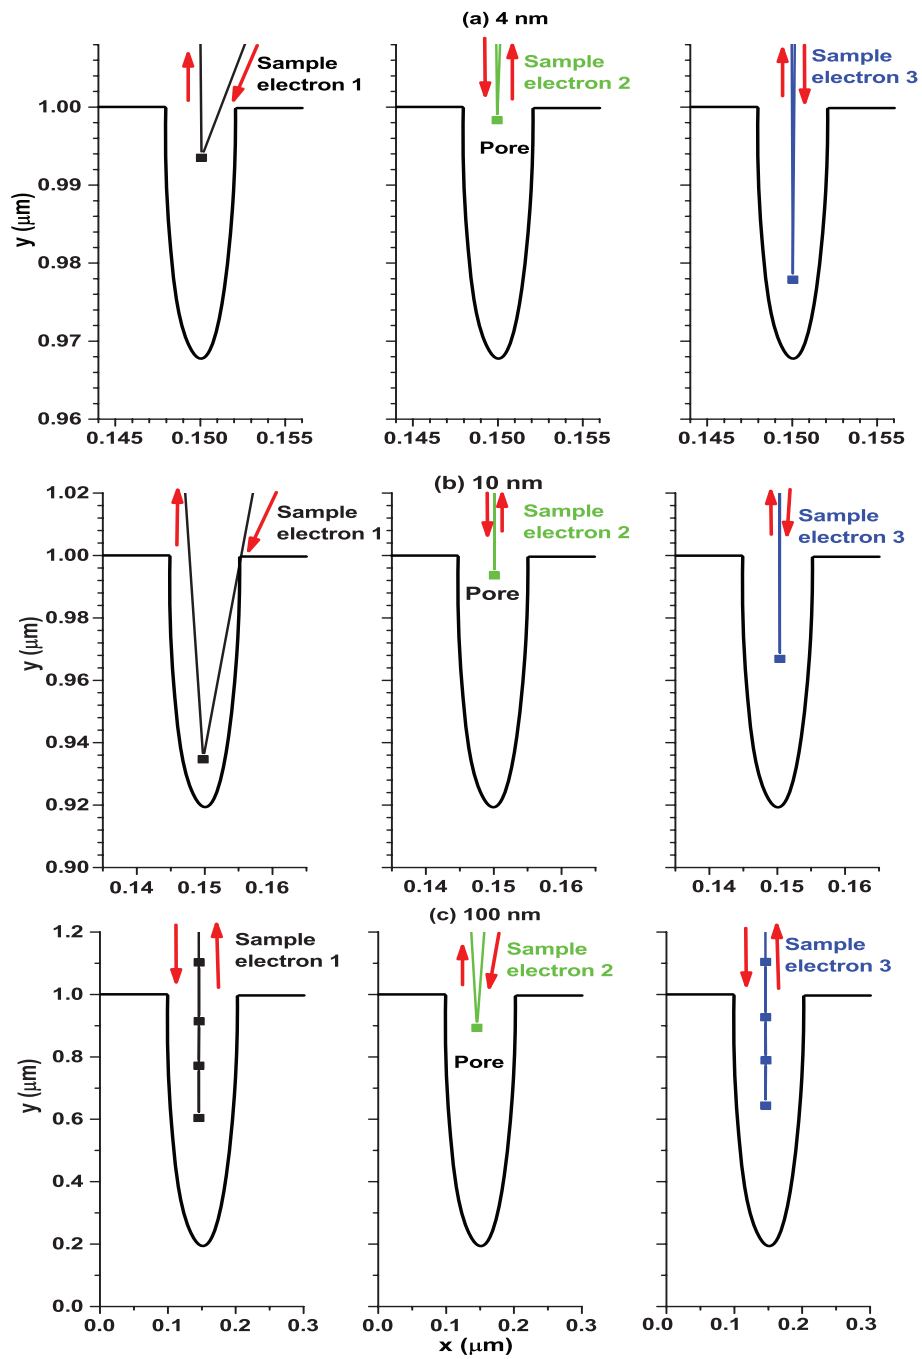 (a) 4 nm
Sample
electron 1
Sample
electron 2
Sample
electron 3
Pore
y (μm)
1.00
0.99
0.98
0.97
0.96
0.145 0.150 0.155
0.145 0.150 0.155
0.145 0.150 0.155
(b) 10 nm
Sample
electron 1
Sample
electron 2
Sample
electron 3
Pore
y (μm)
1.02
1.00
0.98
0.96
0.94
0.92
0.90
0.14 0.15 0.16
0.14 0.15 0.16
0.14 0.15 0.16
(c) 100 nm
Sample
electron 1
Sample
electron 2
Sample
electron 3
Pore
y (μm)
1.2
1.0
0.8
0.6
0.4
0.2
0.0
0.0 0.1 0.2 0.3
0.0 0.1 0.2 0.3
0.0 0.1 0.2 0.3
x (μm)